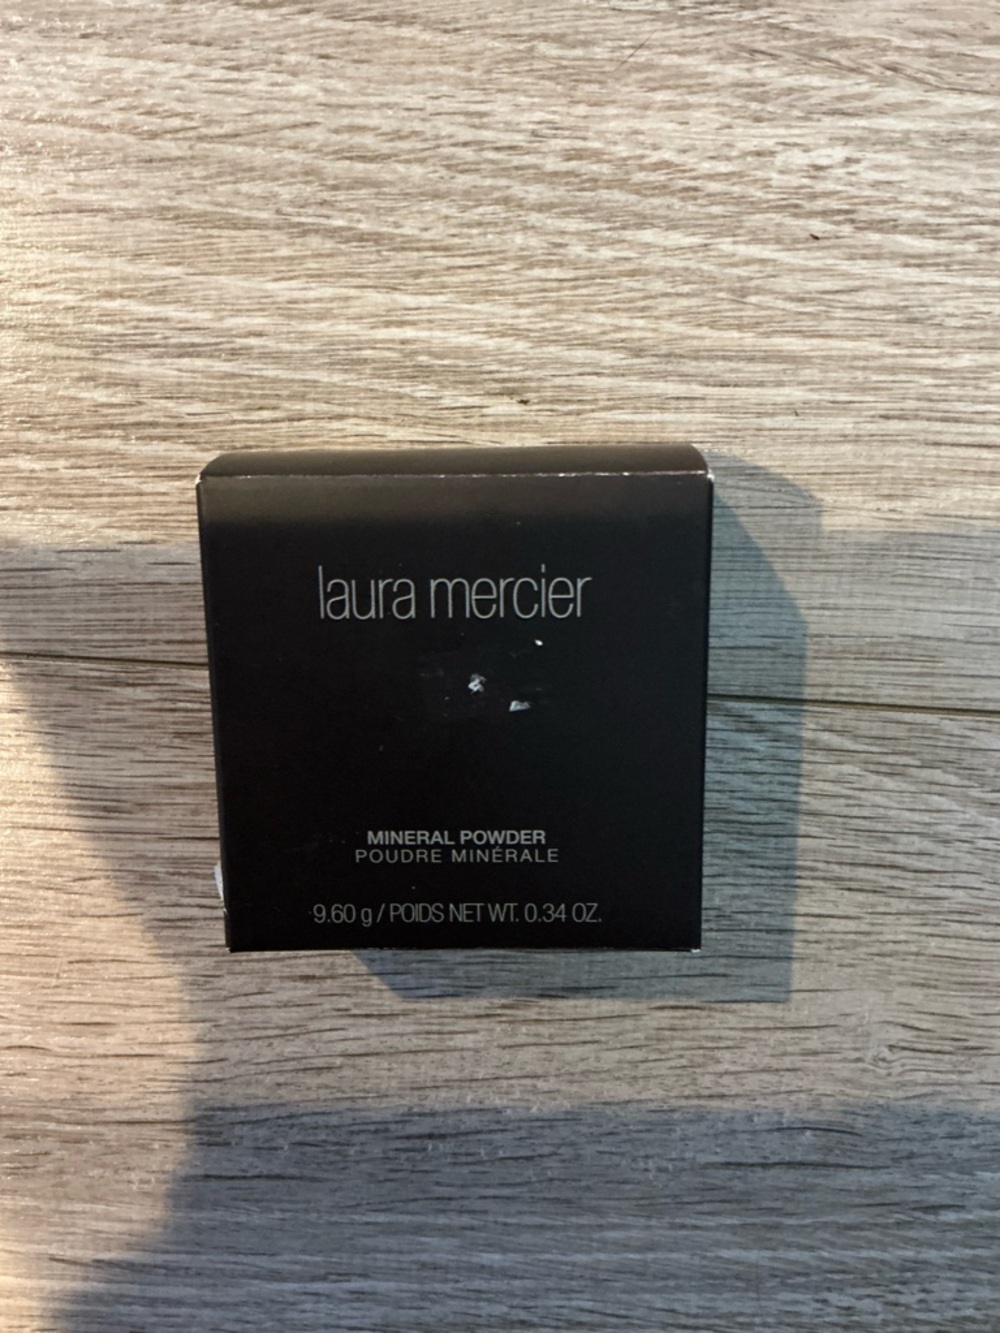 laura mercier
MINERAL POWDER
POUDRE MINÉRALE
9.60 g / POIDS NET WT. 0.34 OZ.